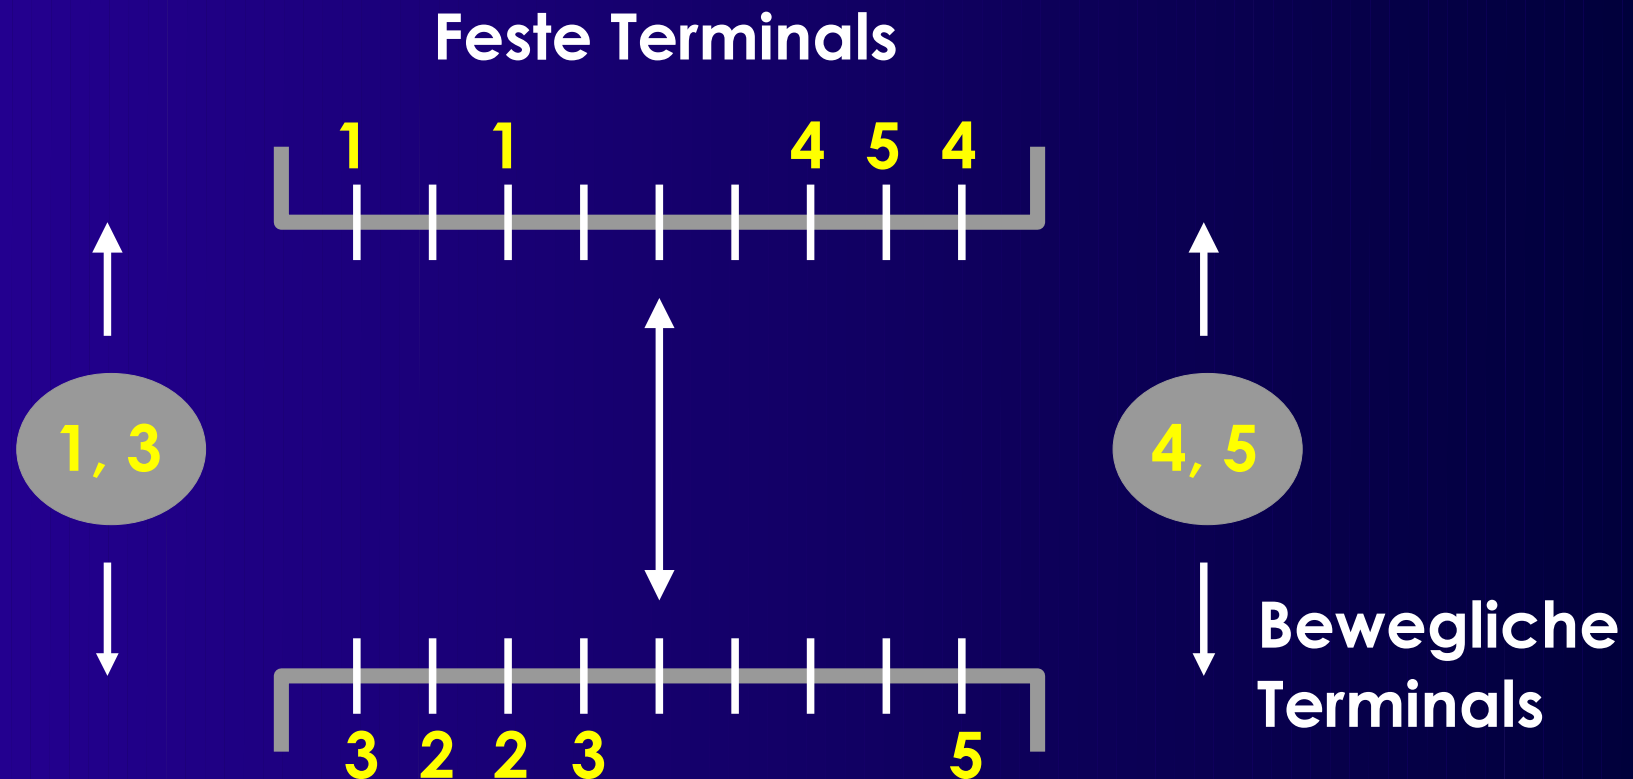 Feste Terminals
1 1 4 5 4
1, 3
4, 5
Bewegliche
Terminals
3 2 2 3 5